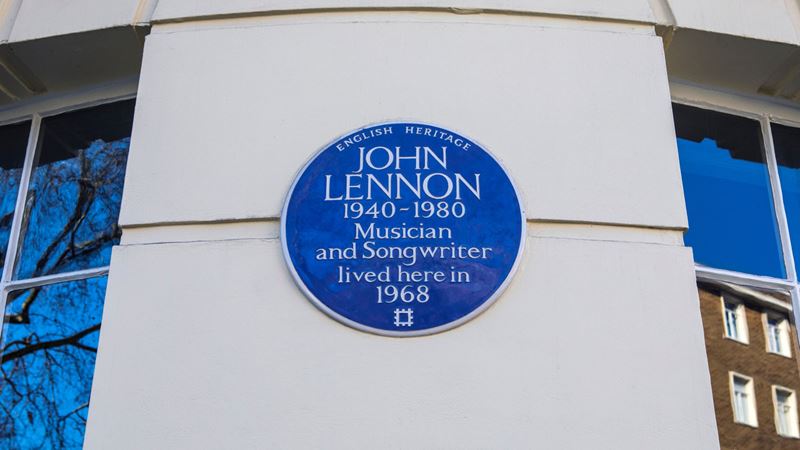 ENGLISH HERITAGE
JOHN
LENNON
1940-1980
Musician
and Songwriter
lived here in
1968